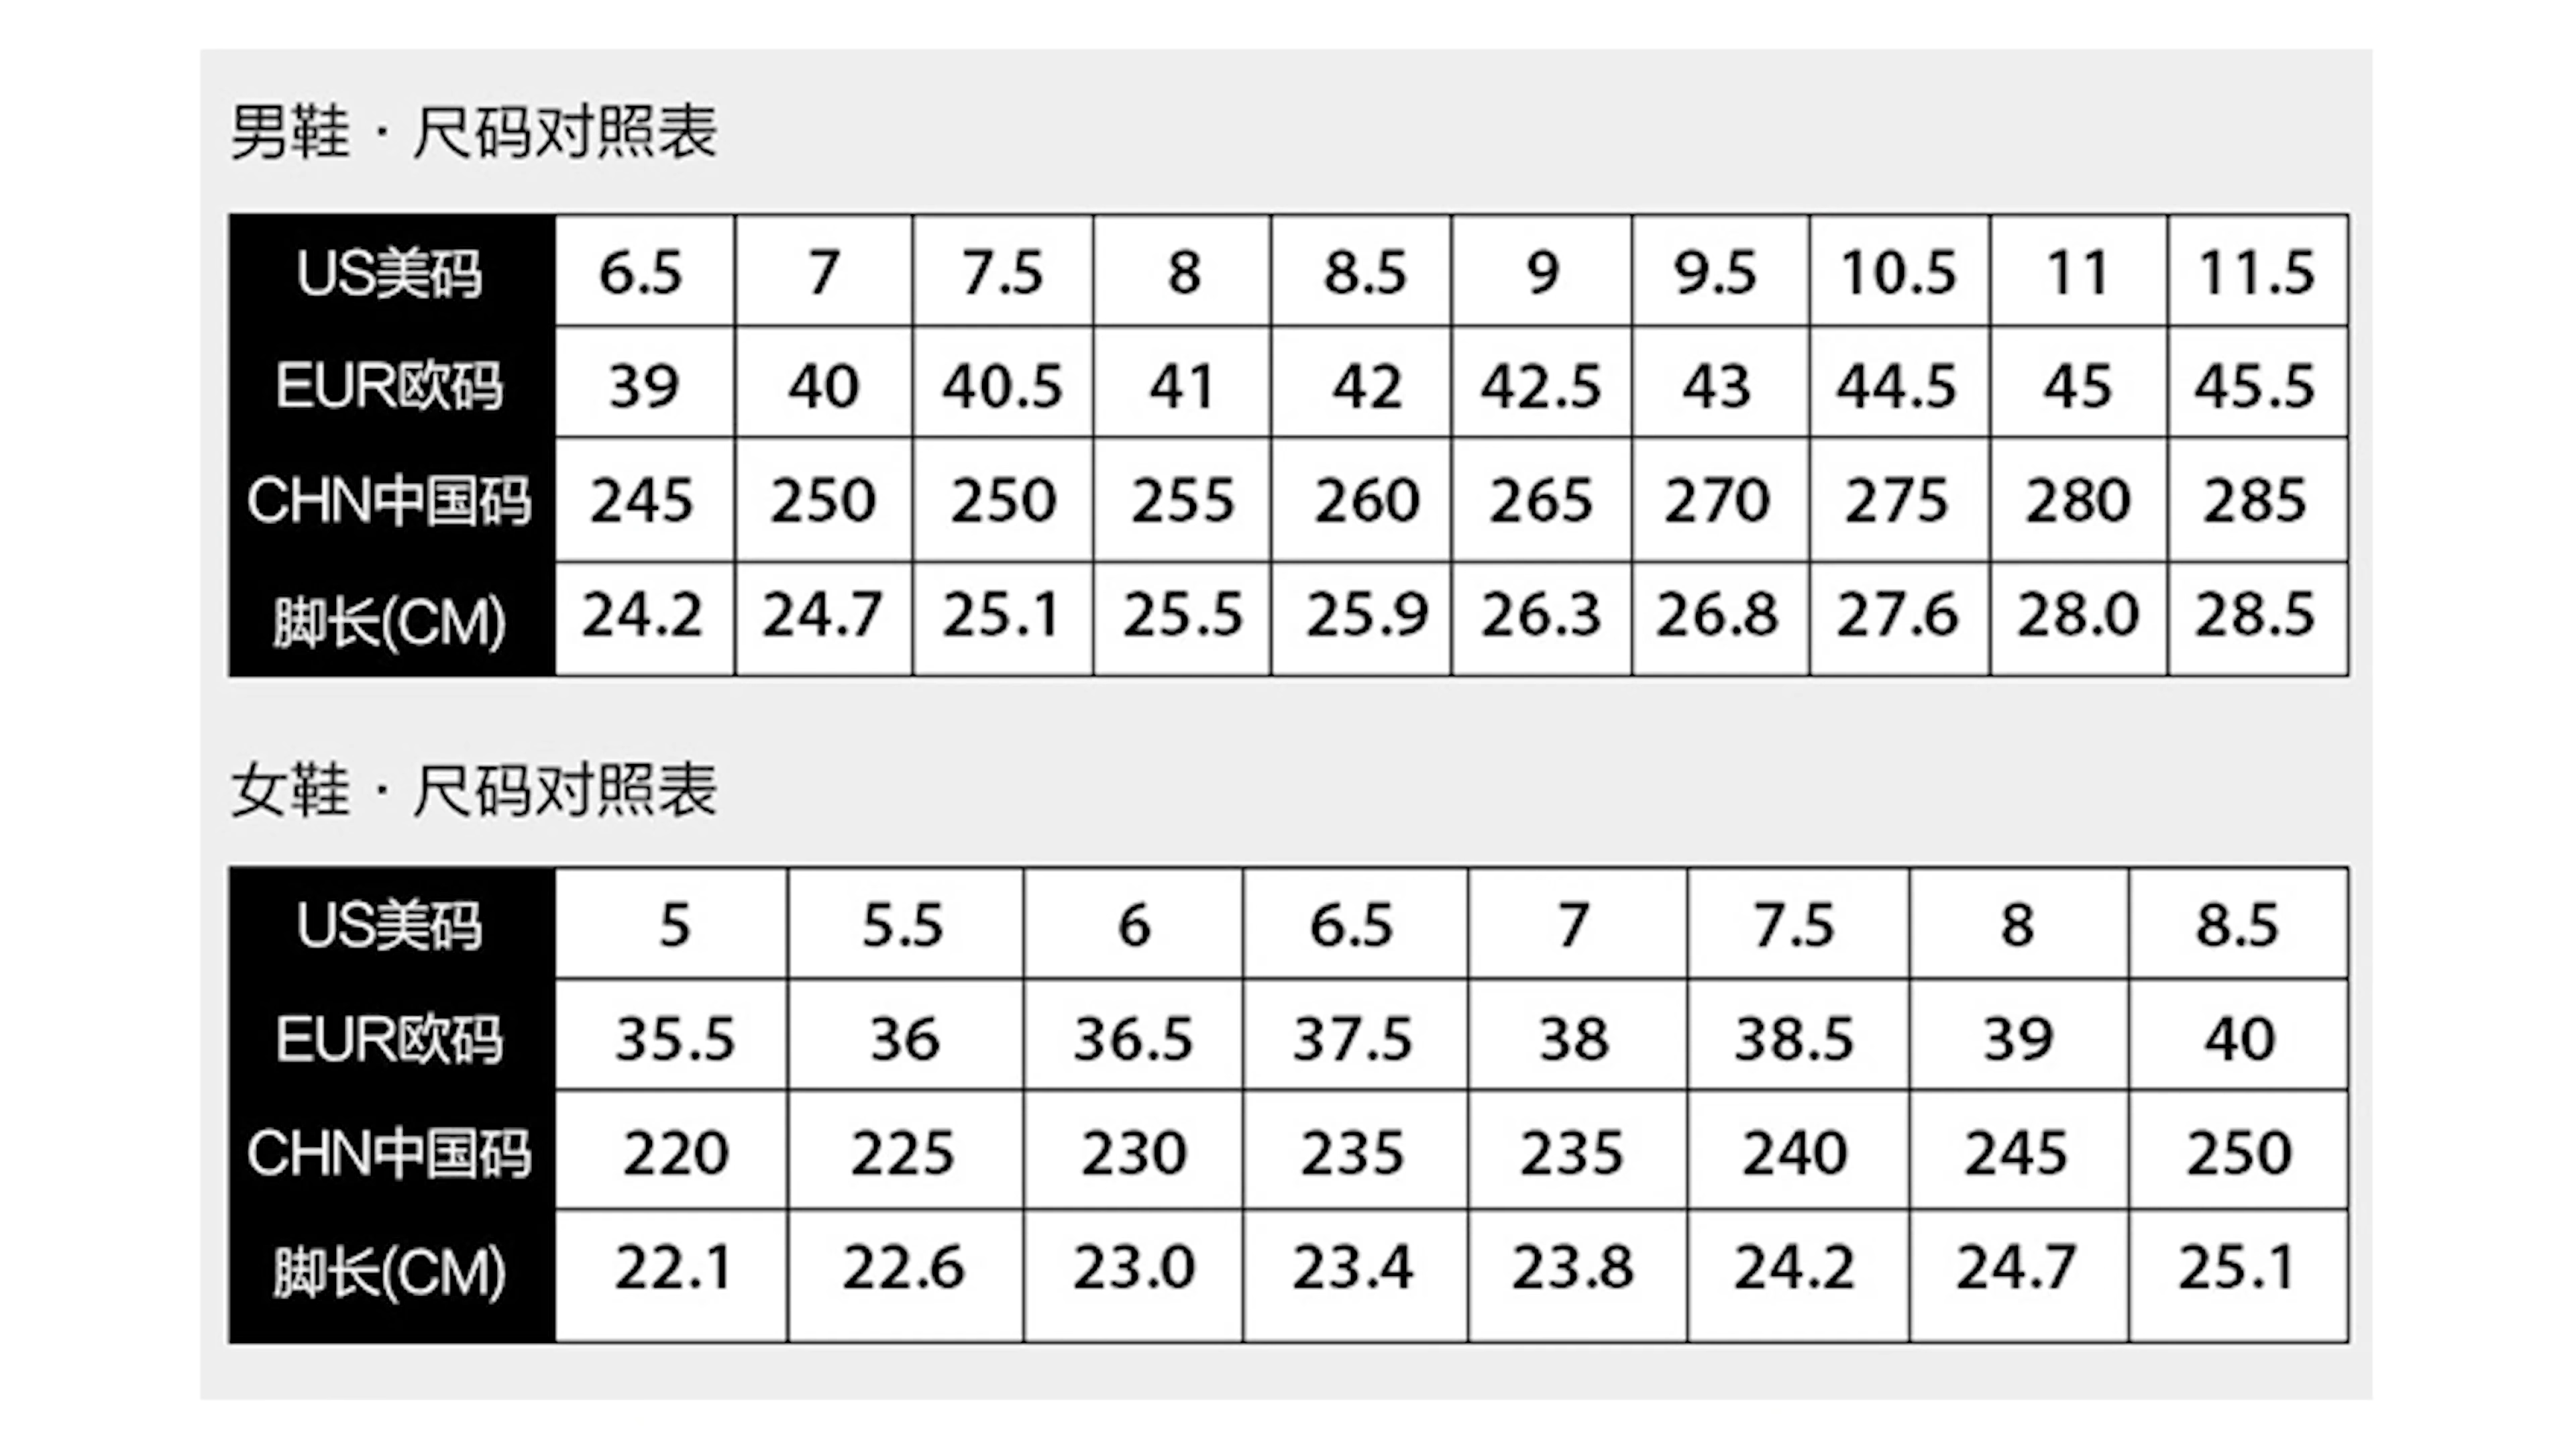 男鞋·尺码对照表
US美码 6.5 7 7.5 8 8.5 9 9.5 10.5 11 11.5
EUR欧码 39 40 40.5 41 42 42.5 43 44.5 45 45.5
CHN中国码 245 250 250 255 260 265 270 275 280 285
脚长(CM) 24.2 24.7 25.1 25.5 25.9 26.3 26.8 27.6 28.0 28.5
女鞋·尺码对照表
US美码 5 5.5 6 6.5 7 7.5 8 8.5
EUR欧码 35.5 36 36.5 37.5 38 38.5 39 40
CHN中国码 220 225 230 235 235 240 245 250
脚长(CM) 22.1 22.6 23.0 23.4 23.8 24.2 24.7 25.1